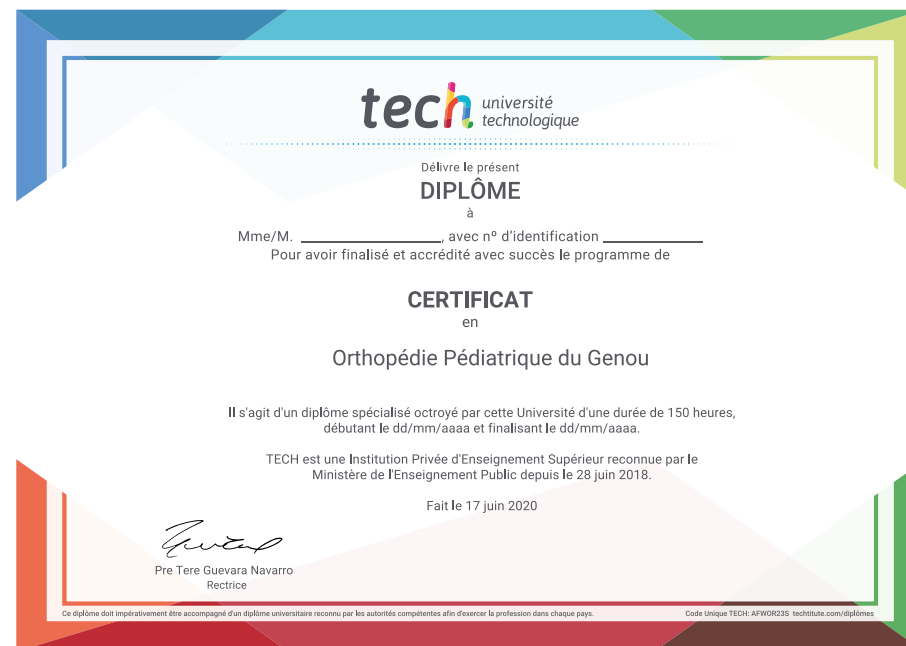 tech université
technologique
Délivre le présent
DIPLÔME
à
Mme/M. ____________________, avec nº d'identification ______________
Pour avoir finalisé et accrédité avec succès le programme de
CERTIFICAT
en
Orthopédie Pédiatrique du Genou
Il s'agit d'un diplôme spécialisé octroyé par cette Université d'une durée de 150 heures,
débutant le dd/mm/aaaa et finalisant le dd/mm/aaaa.
TECH est une Institution Privée d'Enseignement Supérieur reconnue par le
Ministère de l'Enseignement Public depuis le 28 juin 2018.
Fait le 17 juin 2020
Pre Tere Guevara Navarro
Rectrice
Ce diplôme doit impérativement être accompagné d'un diplôme universitaire reconnu par les autorités compétentes afin d'exercer la profession dans chaque pays.
Code Unique TECH: AFWOR23S techtitute.com/diplômes